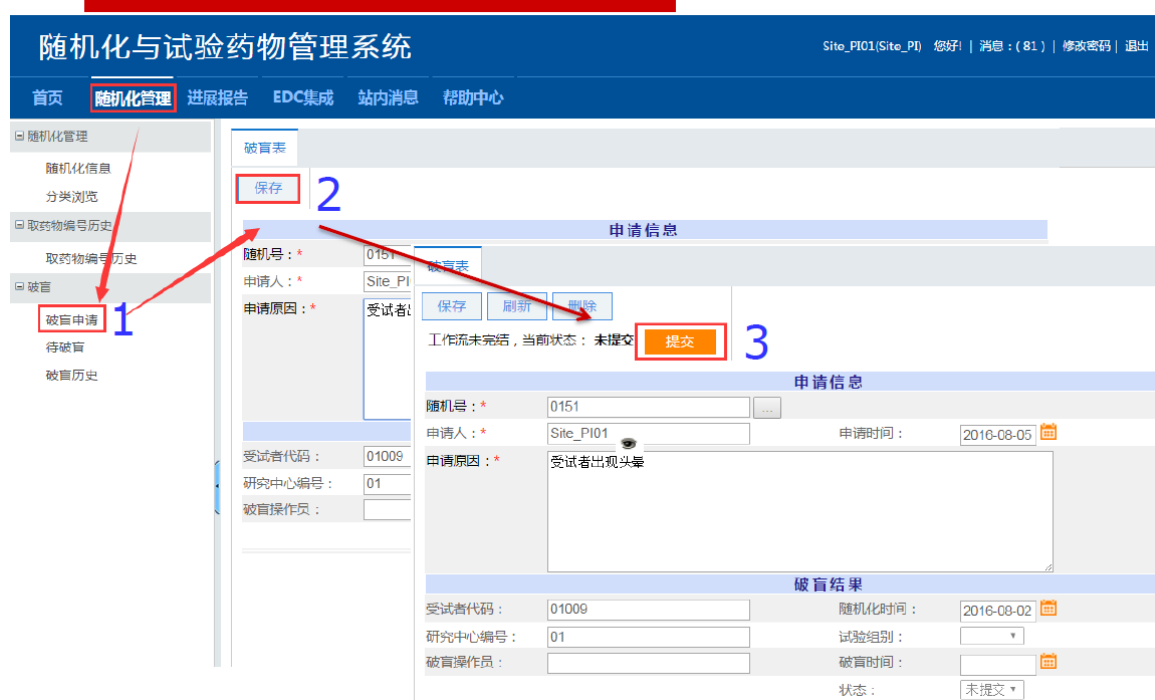 随机化与试验药物管理系统
Site_PI01(Site_PI) 您好! | 消息：(81) | 修改密码 | 退出
首页 随机化管理 进展报告 EDC集成 站内消息 帮助中心
随机化管理
随机化信息
分类浏览
取药物编号历史
取药物编号历史
破盲
破盲申请
待破盲
破盲历史
1
破盲表
保存
2
申请信息
随机号：* 0151
申请人：* Site_PI
申请原因：* 受试者出
受试者代码： 01009
研究中心编号： 01
破盲操作员：
破盲表
保存 刷新 删除
工作流未完结，当前状态： 未提交 提交
3
申请信息
随机号：* 0151 ...
申请人：* Site_PI01 申请时间： 2016-08-05
申请原因：* 受试者出现头晕
破盲结果
受试者代码： 01009 随机化时间： 2016-08-02
研究中心编号： 01 试验组别：
破盲操作员： 破盲时间：
状态： 未提交